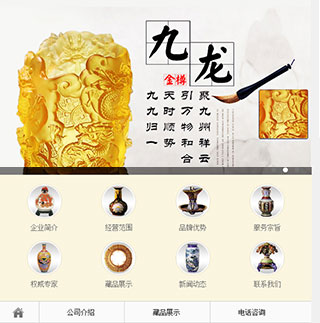 九龙
金樽
聚九州祥云
引万物和合
天时顺势
九九归一
企业简介 经营范围 品牌优势 服务宗旨
权威专家 藏品展示 新闻动态 联系我们
公司介绍 藏品展示 电话咨询